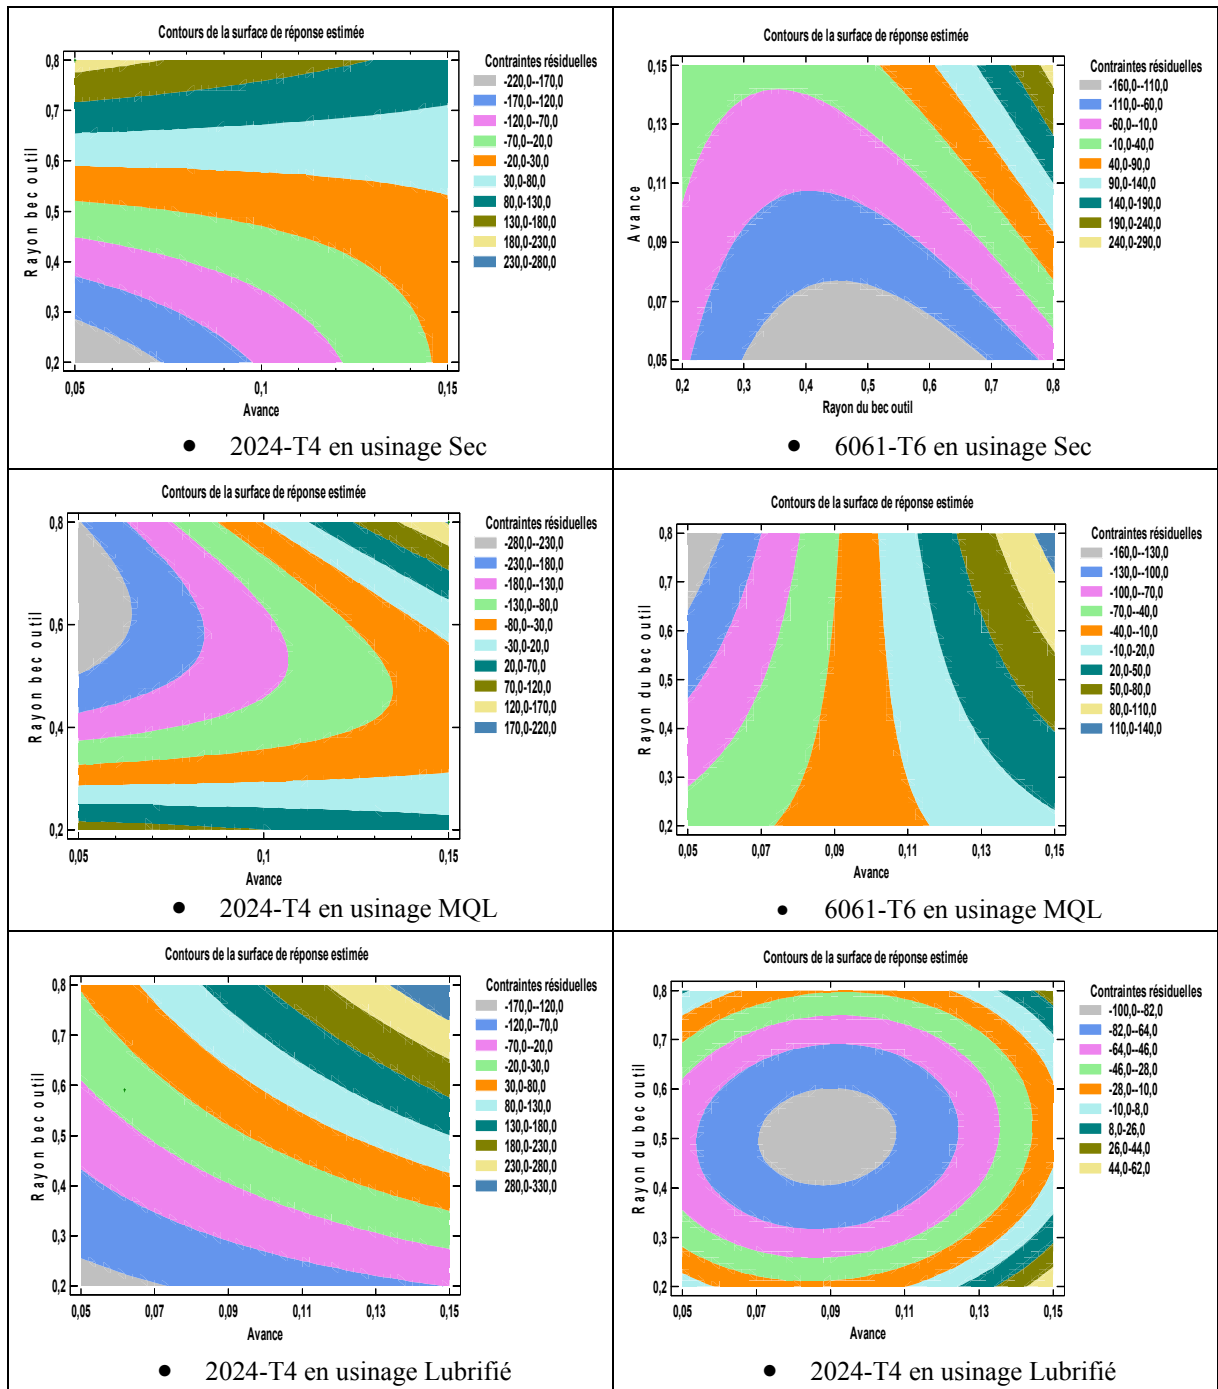 Contours de la surface de réponse estimée
Contraintes résiduelles
-220,0--170,0
-170,0--120,0
-120,0--70,0
-70,0--20,0
-20,0-30,0
30,0-80,0
80,0-130,0
130,0-180,0
180,0-230,0
230,0-280,0
Rayon bec outil
0,8
0,7
0,6
0,5
0,4
0,3
0,2
0,05 0,1 0,15
Avance
• 2024-T4 en usinage Sec
Contours de la surface de réponse estimée
Contraintes résiduelles
-160,0--110,0
-110,0--60,0
-60,0--10,0
-10,0-40,0
40,0-90,0
90,0-140,0
140,0-190,0
190,0-240,0
240,0-290,0
Avance
0,15
0,13
0,11
0,09
0,07
0,05
0,2 0,3 0,4 0,5 0,6 0,7 0,8
Rayon du bec outil
• 6061-T6 en usinage Sec
Contours de la surface de réponse estimée
Contraintes résiduelles
-280,0--230,0
-230,0--180,0
-180,0--130,0
-130,0--80,0
-80,0--30,0
-30,0-20,0
20,0-70,0
70,0-120,0
120,0-170,0
170,0-220,0
Rayon bec outil
0,8
0,7
0,6
0,5
0,4
0,3
0,2
0,05 0,1 0,15
Avance
• 2024-T4 en usinage MQL
Contours de la surface de réponse estimée
Contraintes résiduelles
-160,0--130,0
-130,0--100,0
-100,0--70,0
-70,0--40,0
-40,0--10,0
-10,0-20,0
20,0-50,0
50,0-80,0
80,0-110,0
110,0-140,0
Rayon du bec outil
0,8
0,7
0,6
0,5
0,4
0,3
0,2
0,05 0,07 0,09 0,11 0,13 0,15
Avance
• 6061-T6 en usinage MQL
Contours de la surface de réponse estimée
Contraintes résiduelles
-170,0--120,0
-120,0--70,0
-70,0--20,0
-20,0-30,0
30,0-80,0
80,0-130,0
130,0-180,0
180,0-230,0
230,0-280,0
280,0-330,0
Rayon bec outil
0,8
0,7
0,6
0,5
0,4
0,3
0,2
0,05 0,07 0,09 0,11 0,13 0,15
Avance
• 2024-T4 en usinage Lubrifié
Contours de la surface de réponse estimée
Contraintes résiduelles
-100,0--82,0
-82,0--64,0
-64,0--46,0
-46,0--28,0
-28,0--10,0
-10,0-8,0
8,0-26,0
26,0-44,0
44,0-62,0
Rayon du bec outil
0,8
0,7
0,6
0,5
0,4
0,3
0,2
0,05 0,07 0,09 0,11 0,13 0,15
Avance
• 2024-T4 en usinage Lubrifié